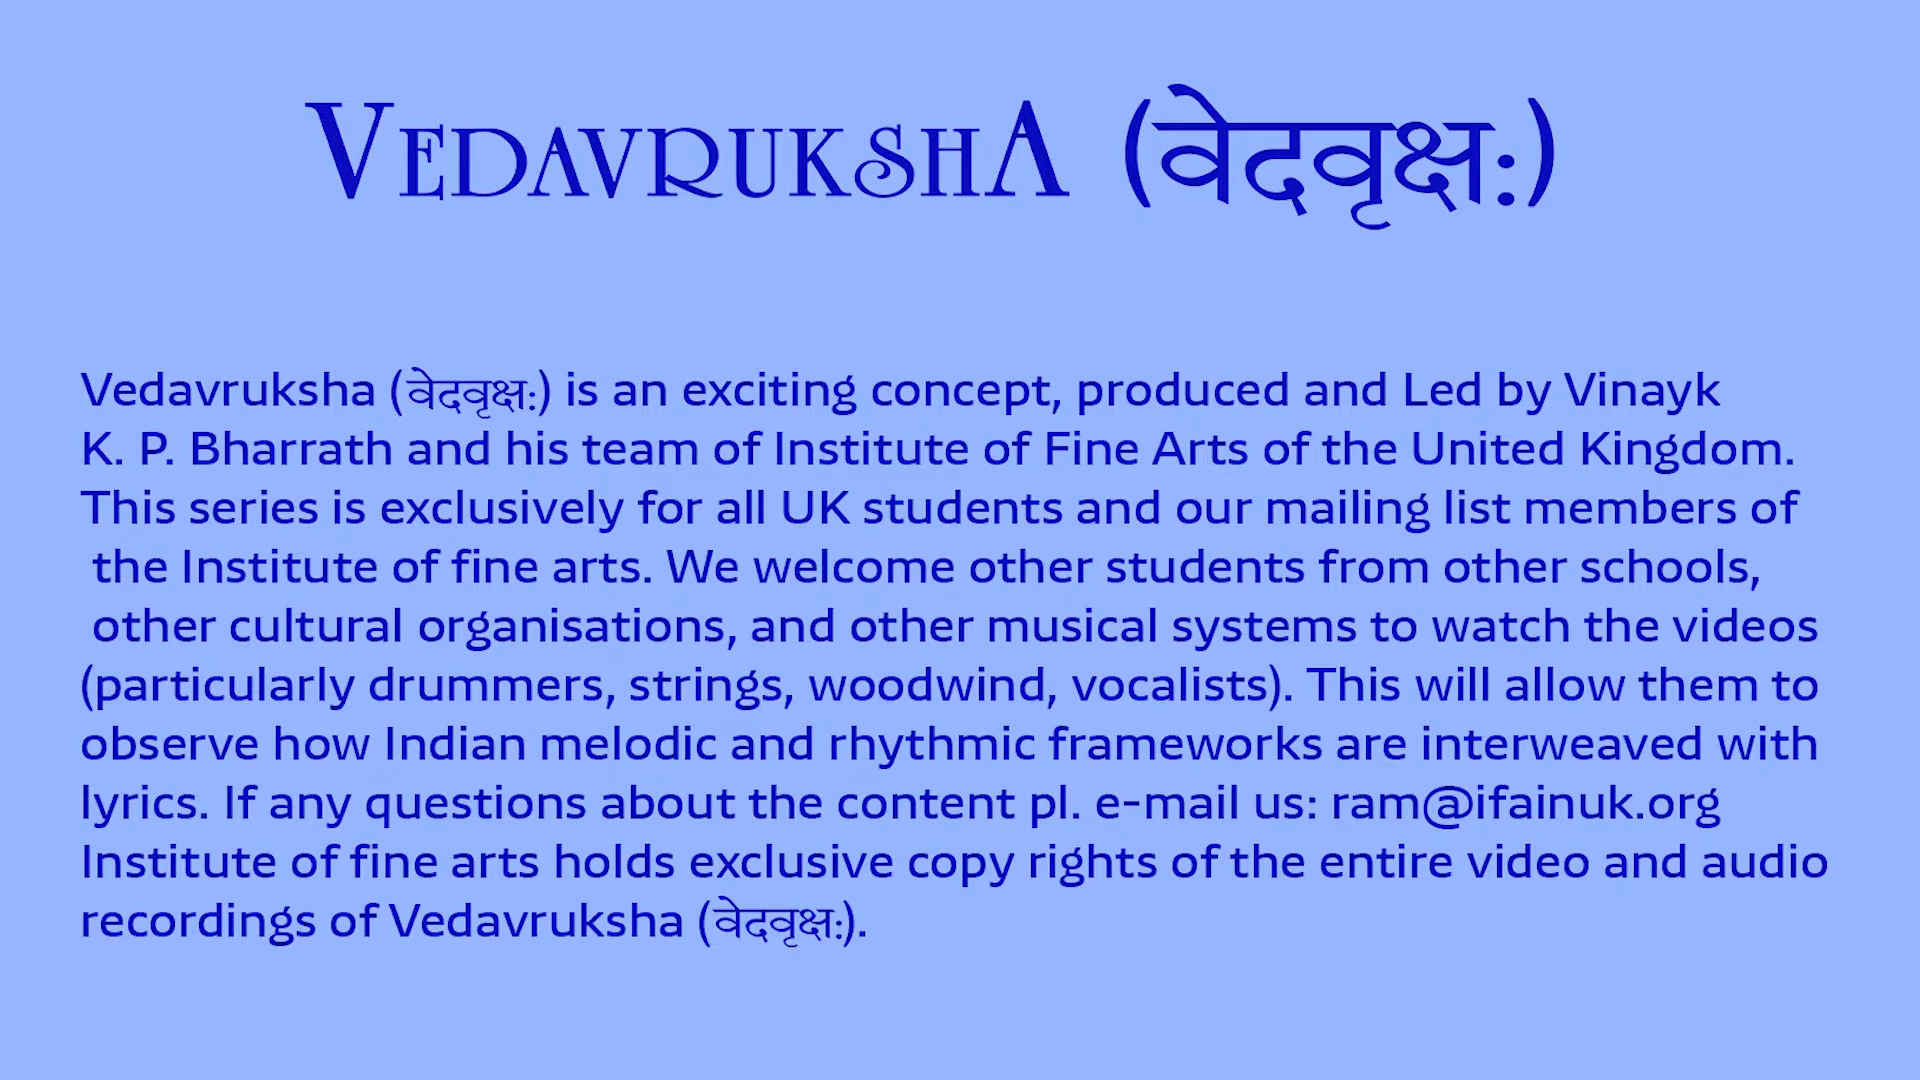 VEDAVRUKSHA (वेदवृक्षः)
Vedavruksha (वेदवृक्षः) is an exciting concept, produced and Led by Vinayk
K. P. Bharrath and his team of Institute of Fine Arts of the United Kingdom.
This series is exclusively for all UK students and our mailing list members of
the Institute of fine arts. We welcome other students from other schools,
other cultural organisations, and other musical systems to watch the videos
(particularly drummers, strings, woodwind, vocalists). This will allow them to
observe how Indian melodic and rhythmic frameworks are interweaved with
lyrics. If any questions about the content pl. e-mail us: ram@ifainuk.org
Institute of fine arts holds exclusive copy rights of the entire video and audio
recordings of Vedavruksha (वेदवृक्षः).